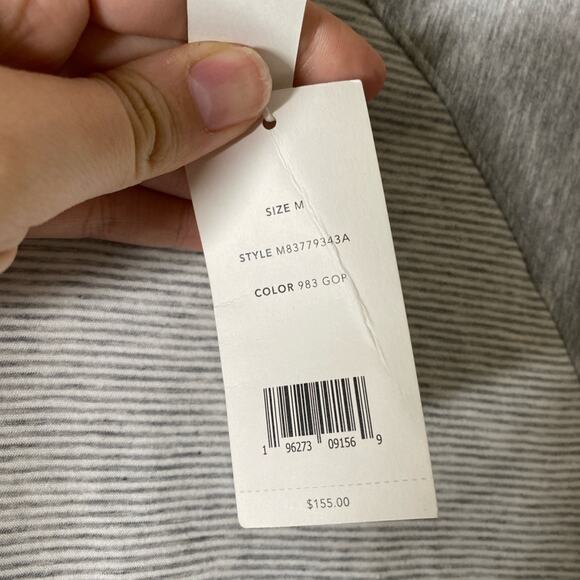 SIZE M
STYLE M83779343A
COLOR 983 GOP
1 96273 09156 9
$155.00